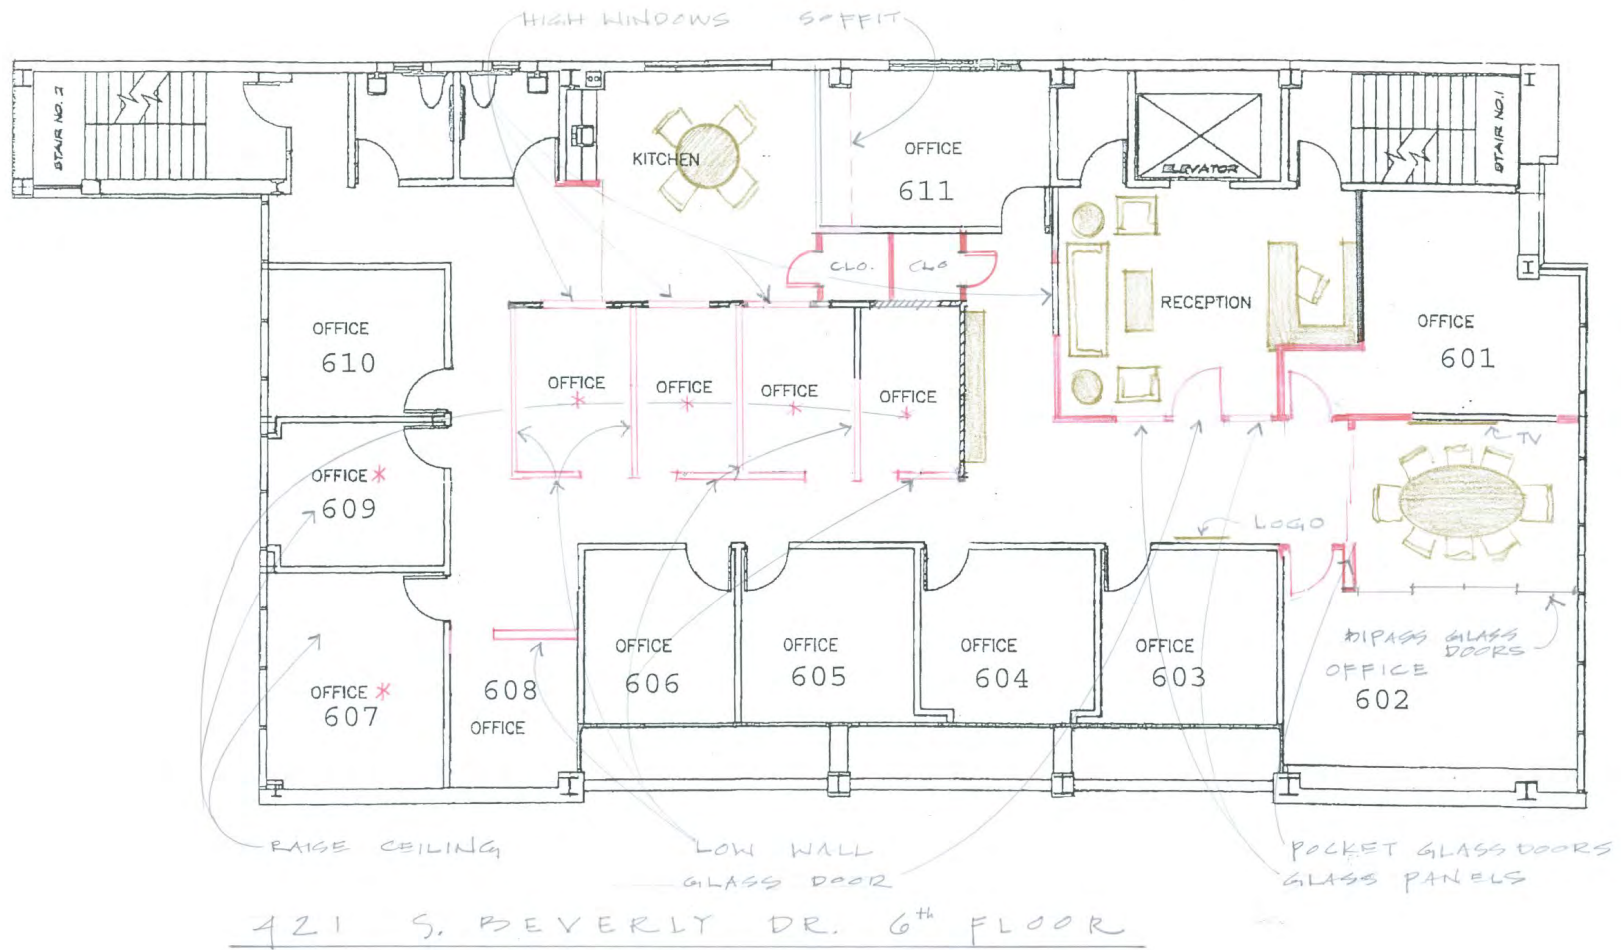 HIGH WINDOWS
SOFFIT
STAIR NO. 2
STAIR NO. 1
KITCHEN
OFFICE
611
ELEVATOR
CLO.
CLO
RECEPTION
OFFICE
601
OFFICE
610
OFFICE *
OFFICE *
OFFICE *
OFFICE *
TV
OFFICE *
609
LOGO
OFFICE *
607
608
OFFICE
OFFICE
606
OFFICE
605
OFFICE
604
OFFICE
603
BIPASS GLASS
DOORS
OFFICE
602
RAISE CEILING
LOW WALL
GLASS DOOR
POCKET GLASS DOORS
GLASS PANELS
421 S. BEVERLY DR. 6th FLOOR